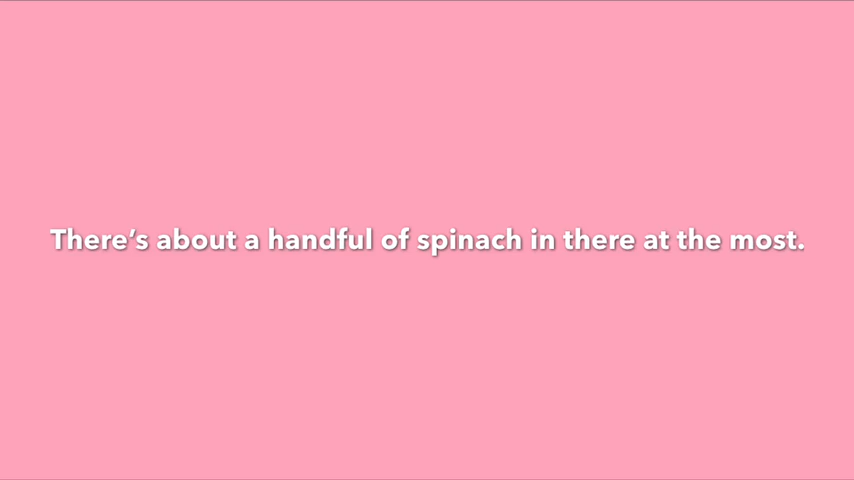 There’s about a handful of spinach in there at the most.